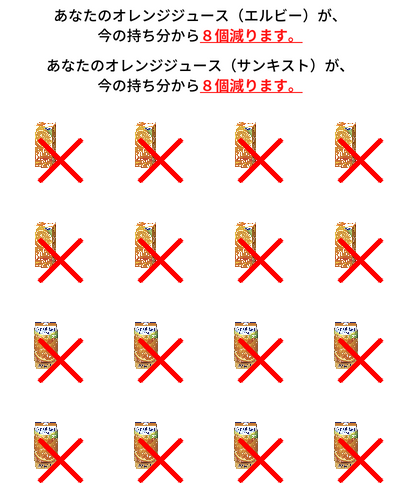 あなたのオレンジジュース（エルビー）が、
今の持ち分から８個減ります。
あなたのオレンジジュース（サンキスト）が、
今の持ち分から８個減ります。